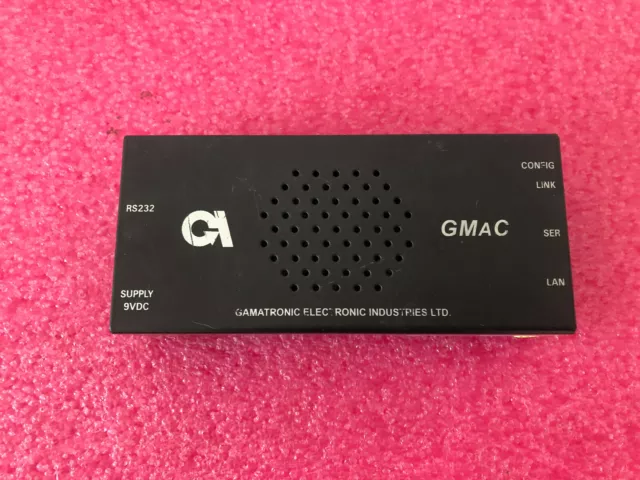 CONFIG
LINK
RS232
GA
GMAC
SER
LAN
SUPPLY
9VDC
GAMATRONIC ELECTRONIC INDUSTRIES LTD.